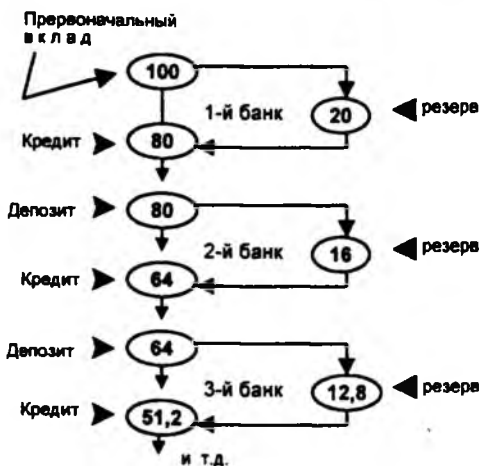 Прервоначальный
вклад
100
1-й банк
20
резерв
Кредит
80
Депозит
80
2-й банк
16
резерв
Кредит
64
Депозит
64
3-й банк
12,8
резерв
Кредит
51,2
и т.д.